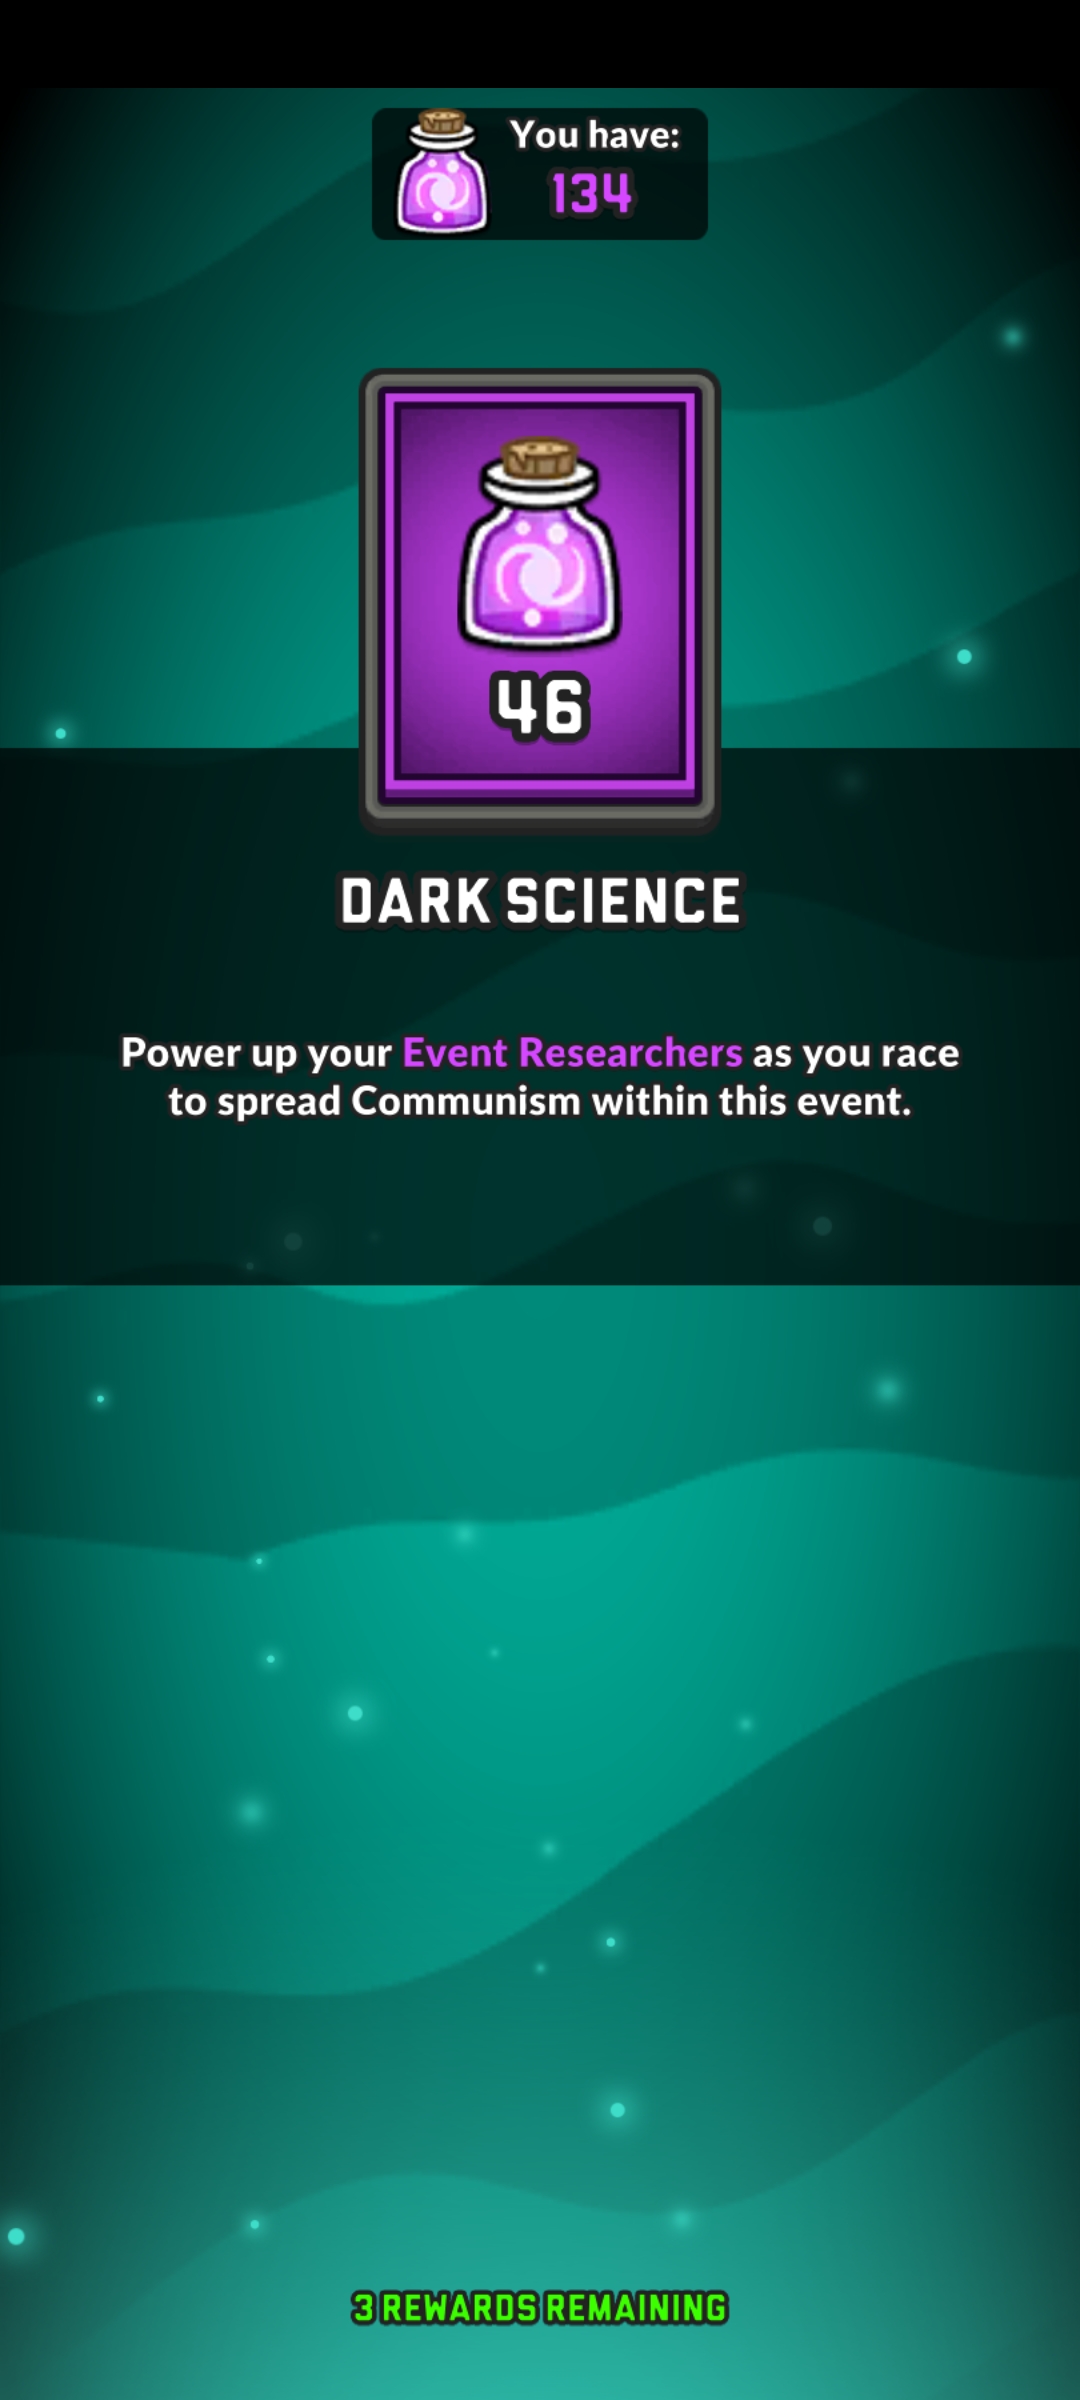 You have:
134
46
DARK SCIENCE
Power up your Event Researchers as you race
to spread Communism within this event.
3 REWARDS REMAINING